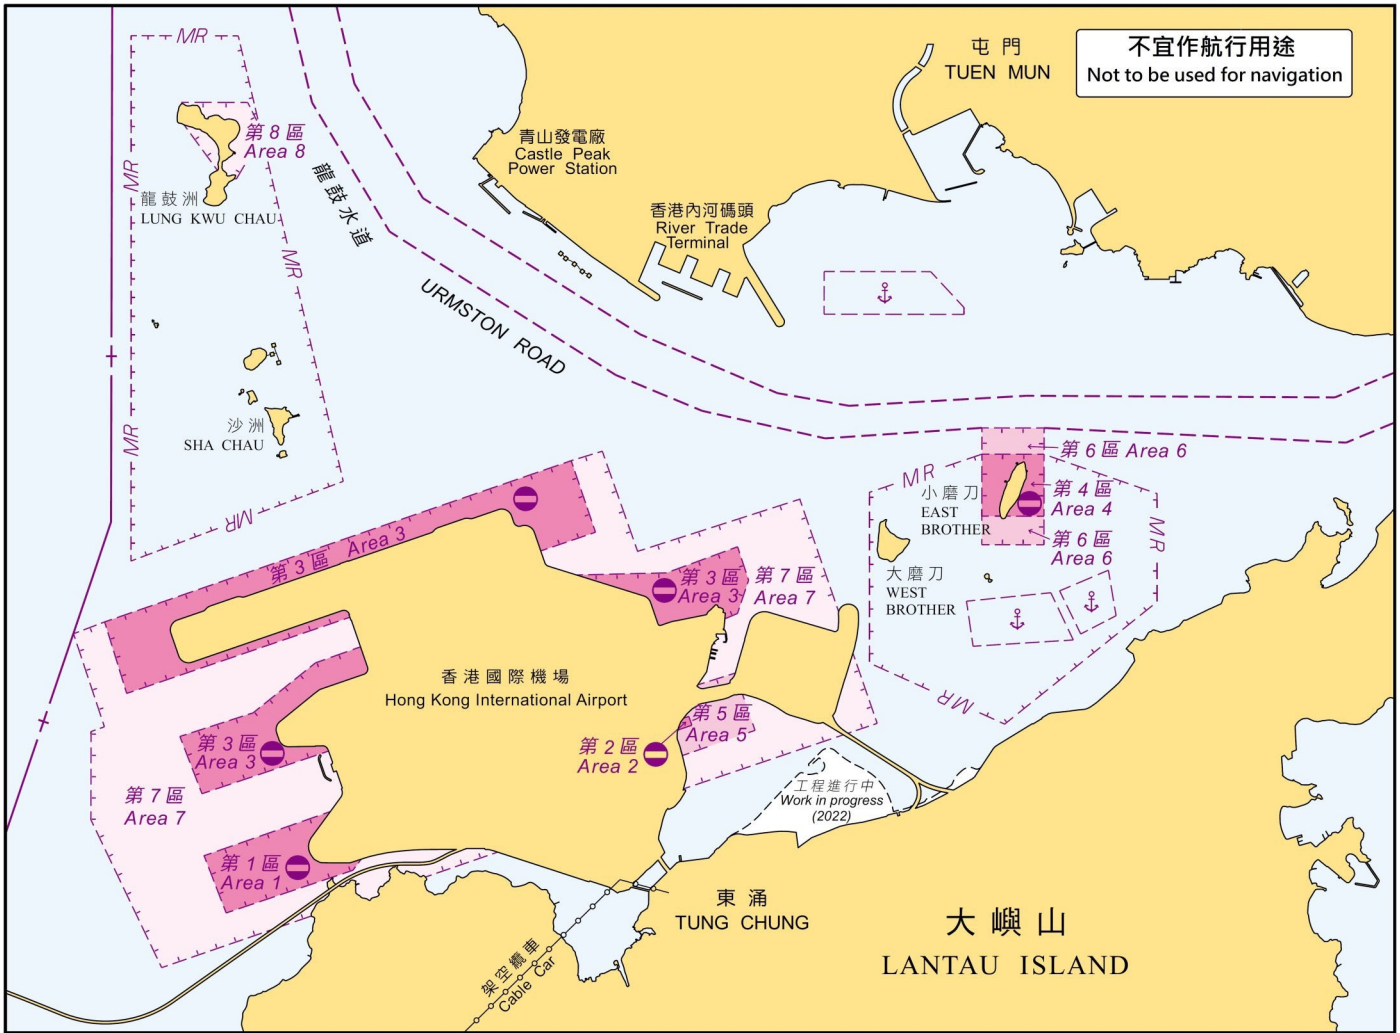 不宜作航行用途
Not to be used for navigation
屯門
TUEN MUN
MR
MR
MR
MR
MR
第 8 區
Area 8
龍鼓洲
LUNG KWU CHAU
龍鼓水道
URMSTON ROAD
青山發電廠
Castle Peak
Power Station
香港內河碼頭
River Trade
Terminal
沙洲
SHA CHAU
第 6 區 Area 6
第 4 區
Area 4
第 6 區
Area 6
MR
MR
MR
小磨刀
EAST
BROTHER
大磨刀
WEST
BROTHER
第 3 區 Area 3
第 3 區
Area 3
第 7 區
Area 7
香港國際機場
Hong Kong International Airport
第 5 區
Area 5
第 2 區
Area 2
第 3 區
Area 3
第 7 區
Area 7
第 1 區
Area 1
工程進行中
Work in progress
(2022)
東涌
TUNG CHUNG
架空纜車
Cable Car
大嶼山
LANTAU ISLAND